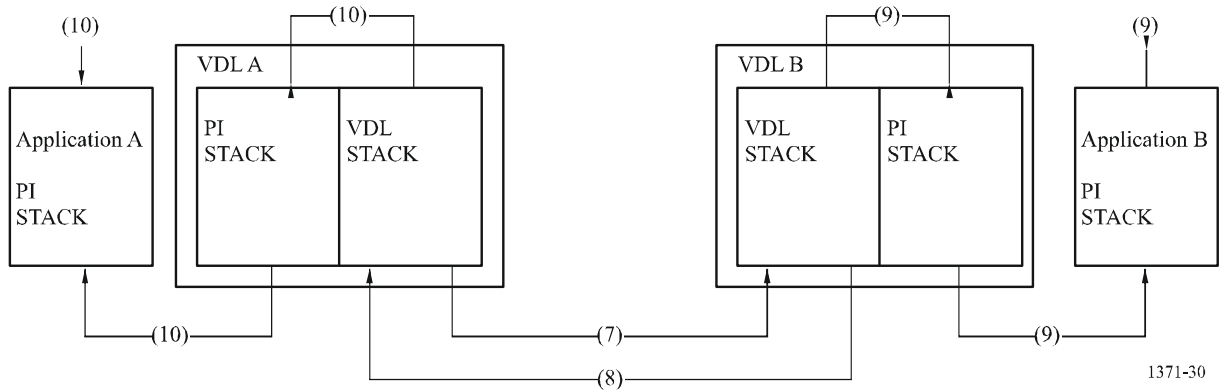 (10)
(9)
(10)
(9)
VDL A
VDL B
Application A
PI
STACK
PI
STACK
VDL
STACK
VDL
STACK
PI
STACK
Application B
PI
STACK
(10)
(7)
(9)
(8)
1371-30